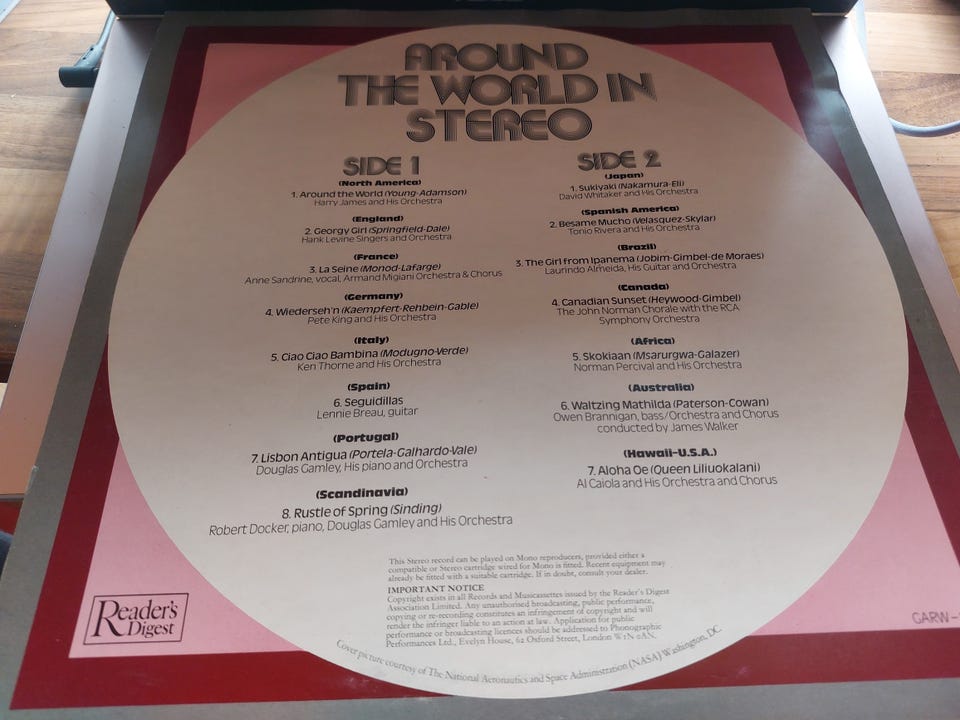 AROUND
THE WORLD IN
STEREO
SIDE 1
(North America)
1. Around the World (Young-Adamson)
Harry James and His Orchestra
(England)
2. Georgy Girl (Springfield-Dale)
Hank Levine Singers and Orchestra
(France)
3. La Seine (Monod-Lafarge)
Anne Sandrine, vocal, Armand Migiani Orchestra & Chorus
(Germany)
4. Wiederseh'n (Kaempfert-Rehbein-Gable)
Pete King and His Orchestra
(Italy)
5. Ciao Ciao Bambina (Modugno-Verde)
Ken Thorne and His Orchestra
(Spain)
6. Seguidillas
Lennie Breau, guitar
(Portugal)
7. Lisbon Antigua (Portela-Galhardo-Vale)
Douglas Gamley, His piano and Orchestra
(Scandinavia)
8. Rustle of Spring (Sinding)
Robert Docker, piano, Douglas Gamley and His Orchestra
SIDE 2
(Japan)
1. Sukiyaki (Nakamura-Eli)
David Whitaker and His Orchestra
(Spanish America)
2. Besame Mucho (Velasquez-Skylar)
Tonio Rivera and His Orchestra
(Brazil)
3. The Girl from Ipanema (Jobim-Gimbel-de Moraes)
Laurindo Almeida, His Guitar and Orchestra
(Canada)
4. Canadian Sunset (Heywood-Gimbel)
The John Norman Chorale with the RCA
Symphony Orchestra
(Africa)
5. Skokiaan (Msarurgwa-Galazer)
Norman Percival and His Orchestra
(Australia)
6. Waltzing Mathilda (Paterson-Cowan)
Owen Brannigan, bass/Orchestra and Chorus
conducted by James Walker
(Hawaii-U.S.A.)
7. Aloha Oe (Queen Liliuokalani)
Al Caiola and His Orchestra and Chorus
This Stereo record can be played on Mono reproducers, provided either a
compatible or Stereo cartridge wired for Mono is fitted. Recent equipment may
already be fitted with a suitable cartridge. If in doubt, consult your dealer.
IMPORTANT NOTICE
Copyright exists in all Records and Musicassettes issued by the Reader's Digest
Association Limited. Any unauthorised broadcasting, public performance,
copying or re-recording constitutes an infringement of copyright and will
render the infringer liable to an action at law. Application for public
performance or broadcasting licences should be addressed to Phonographic
Performances Ltd., Evelyn House, 62 Oxford Street, London W1N 0AN.
Cover picture courtesy of The National Aeronautics and Space Administration (NASA) Washington, DC
Reader's
Digest
GARW-